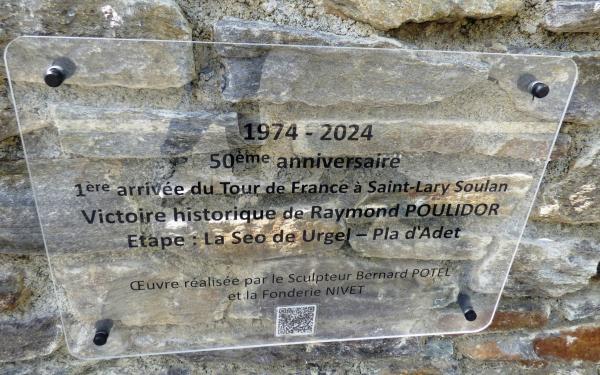 1974 - 2024
50ème anniversaire
1ère arrivée du Tour de France à Saint-Lary Soulan
Victoire historique de Raymond POULIDOR
Etape : La Seo de Urgel – Pla d'Adet
Œuvre réalisée par le Sculpteur Bernard POTEL
et la Fonderie NIVET